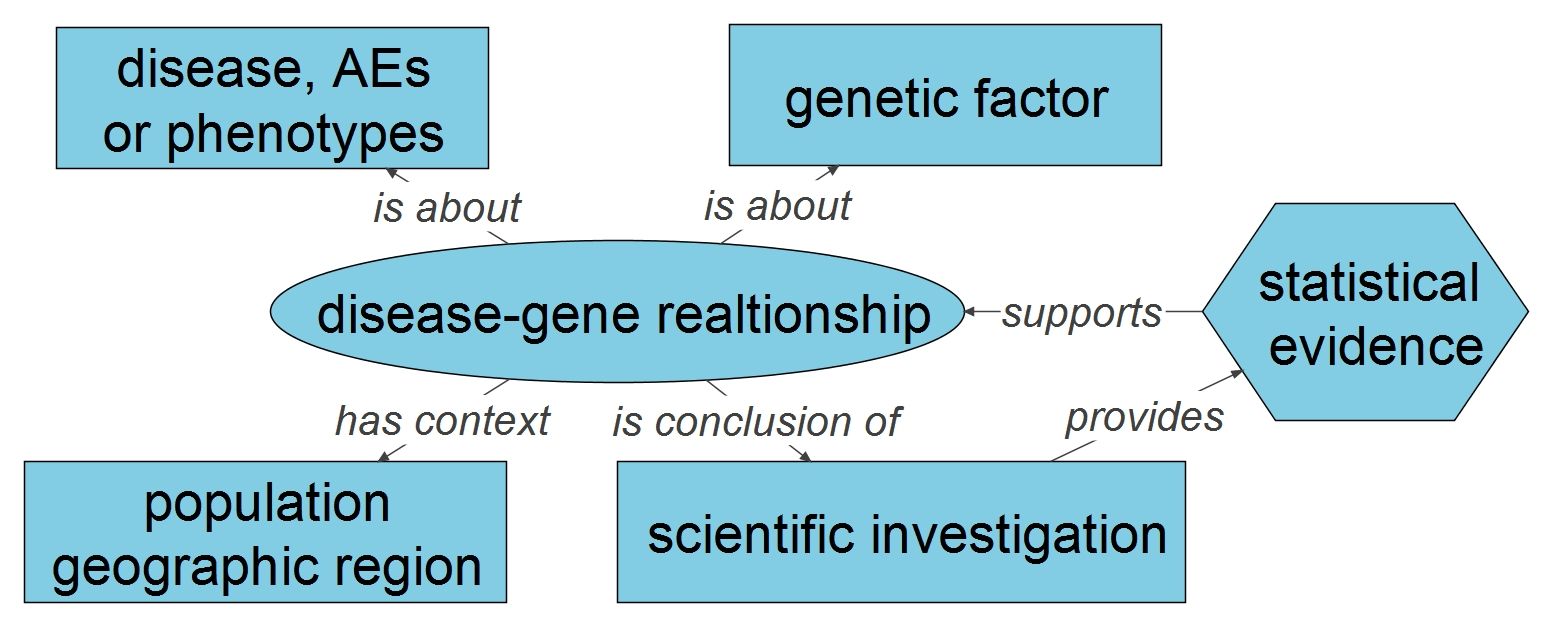 disease, AEs
or phenotypes
genetic factor
is about
is about
statistical
evidence
disease-gene realtionship
supports
has context
is conclusion of
provides
population
geographic region
scientific investigation